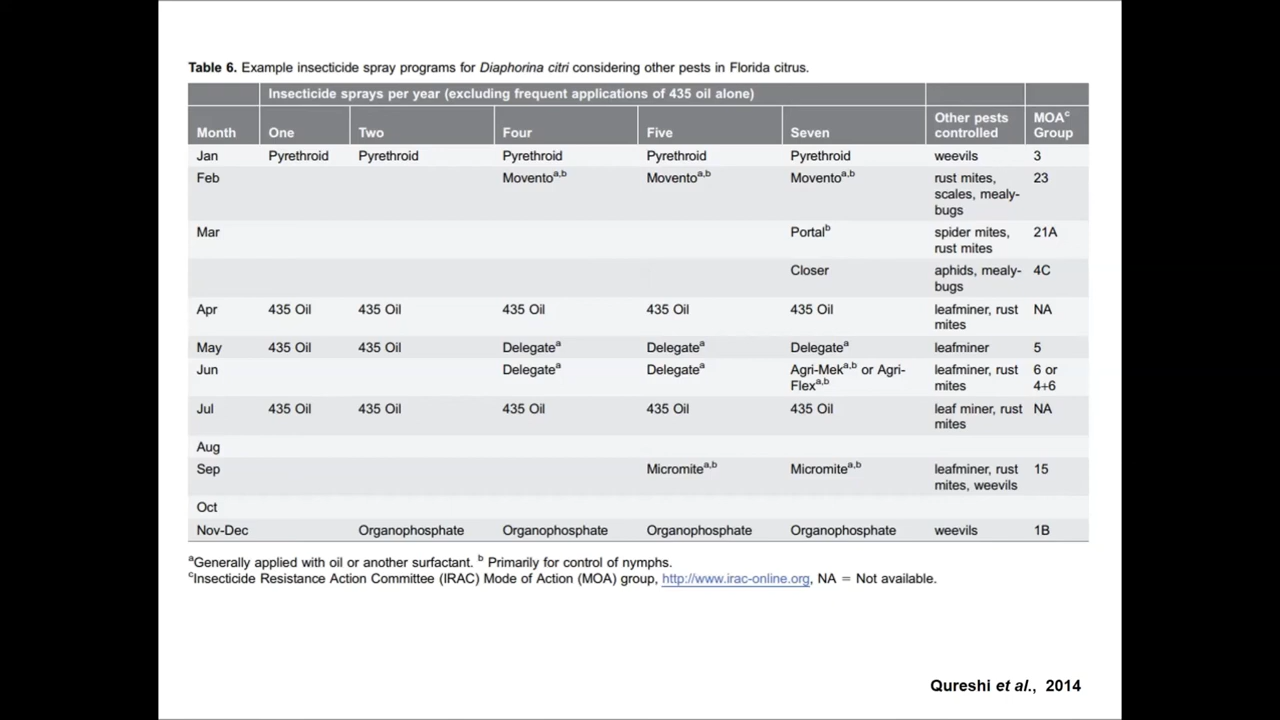 Table 6. Example insecticide spray programs for Diaphorina citri considering other pests in Florida citrus.
Insecticide sprays per year (excluding frequent applications of 435 oil alone)
Month One Two Four Five Seven Other pests controlled MOAc Group
Jan Pyrethroid Pyrethroid Pyrethroid Pyrethroid Pyrethroid weevils 3
Feb Moventoa,b Moventoa,b Moventoa,b rust mites, scales, mealy-bugs 23
Mar Portalb spider mites, rust mites 21A
Closer aphids, mealy-bugs 4C
Apr 435 Oil 435 Oil 435 Oil 435 Oil 435 Oil leafminer, rust mites NA
May 435 Oil 435 Oil Delegatea Delegatea Delegatea leafminer 5
Jun Delegatea Delegatea Agri-Meka,b or Agri-Flexa,b leafminer, rust mites 6 or 4+6
Jul 435 Oil 435 Oil 435 Oil 435 Oil 435 Oil leaf miner, rust mites NA
Aug
Sep Micromitea,b Micromitea,b leafminer, rust mites, weevils 15
Oct
Nov-Dec Organophosphate Organophosphate Organophosphate Organophosphate weevils 1B
aGenerally applied with oil or another surfactant. b Primarily for control of nymphs.
cInsecticide Resistance Action Committee (IRAC) Mode of Action (MOA) group, http://www.irac-online.org, NA = Not available.
Qureshi et al., 2014